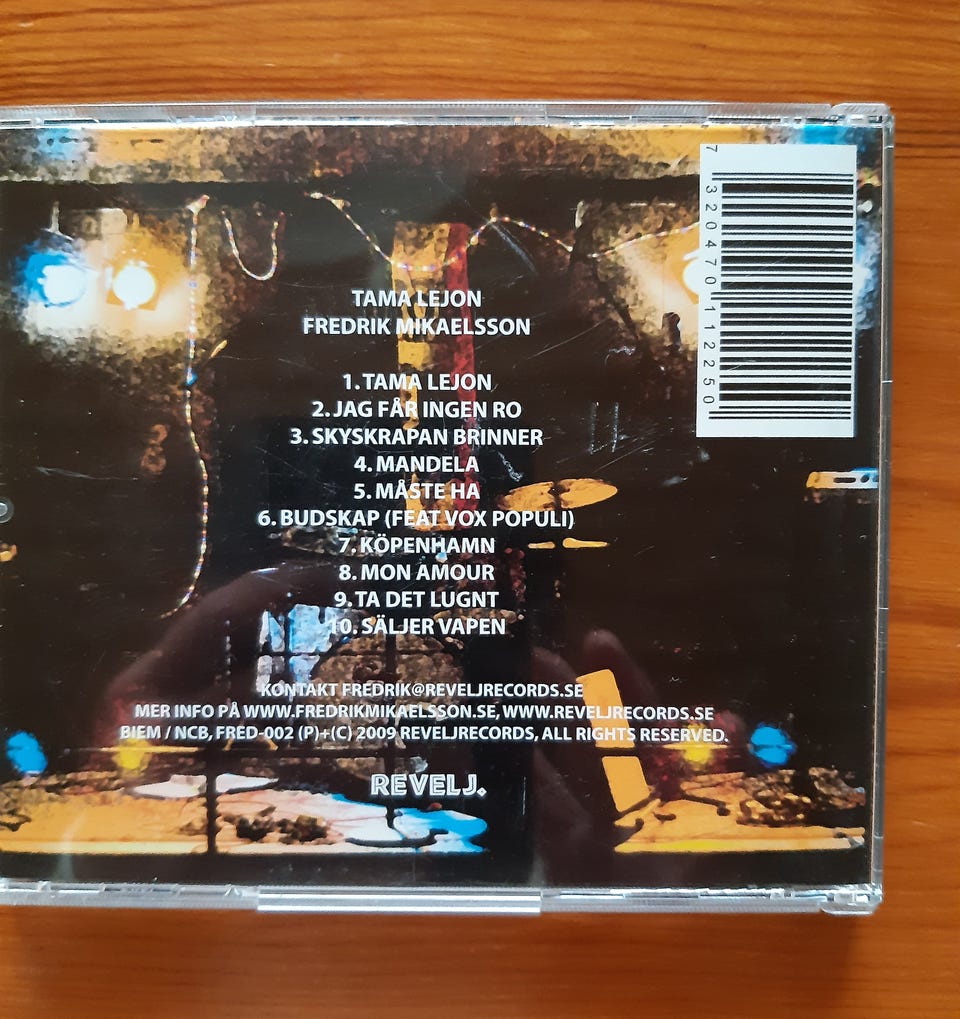 TAMA LEJON
FREDRIK MIKAELSSON
1. TAMA LEJON
2. JAG FÅR INGEN RO
3. SKYSKRAPAN BRINNER
4. MANDELA
5. MÅSTE HA
6. BUDSKAP (FEAT VOX POPULI)
7. KÖPENHAMN
8. MON AMOUR
9. TA DET LUGNT
10. SÄLJER VAPEN
KONTAKT FREDRIK@REVELJRECORDS.SE
MER INFO PÅ WWW.FREDRIKMIKAELSSON.SE, WWW.REVELJRECORDS.SE
BIEM / NCB, FRED-002 (P)+(C) 2009 REVELJRECORDS, ALL RIGHTS RESERVED.
REVELJ.
7 320470 112250